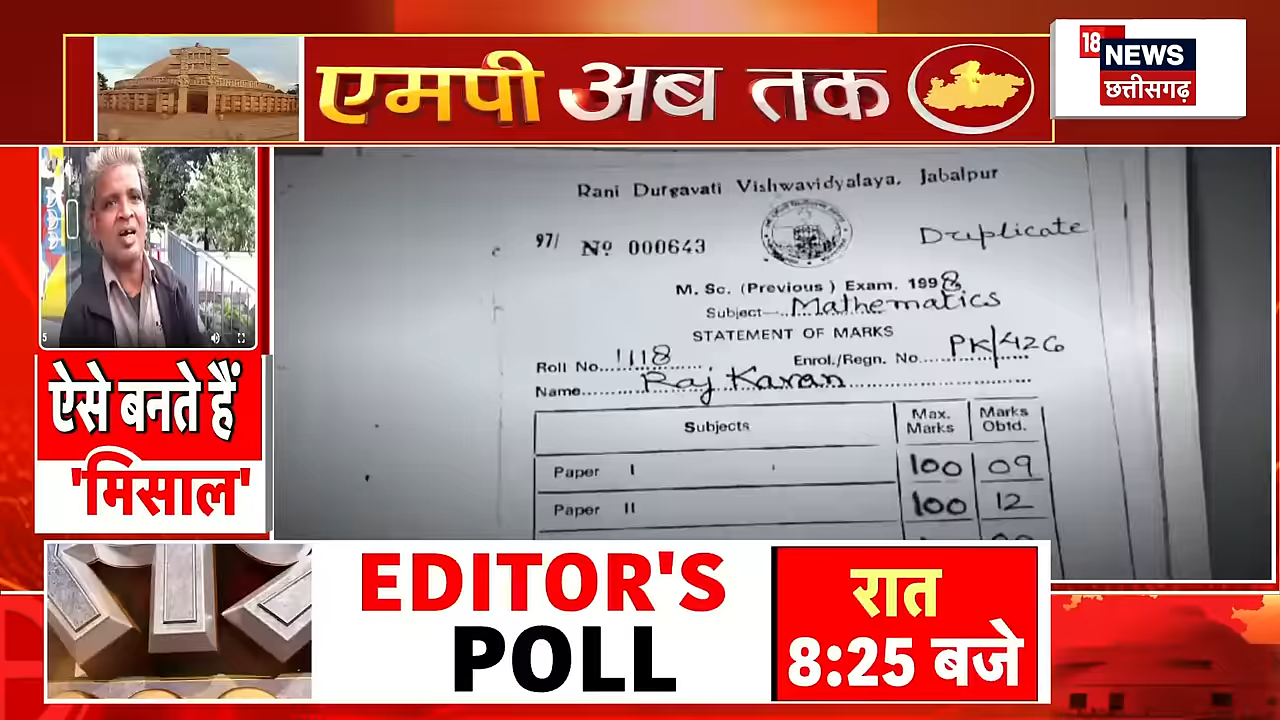 एमपी अब तक
18
NEWS
छत्तीसगढ़
ऐसे बनते हैं
'मिसाल'
Rani Durgavati Vishwavidyalaya, Jabalpur
97/ No 000643
Duplicate
M. Sc. (Previous ) Exam. 1998
Subject—Mathematics
STATEMENT OF MARKS
Roll No. 1118 Enrol./Regn. No. PK/426
Name Raj Karan
Subjects Max. Marks Marks Obtd.
Paper I 100 09
Paper II 100 12
EDITOR'S
POLL
रात
8:25 बजे